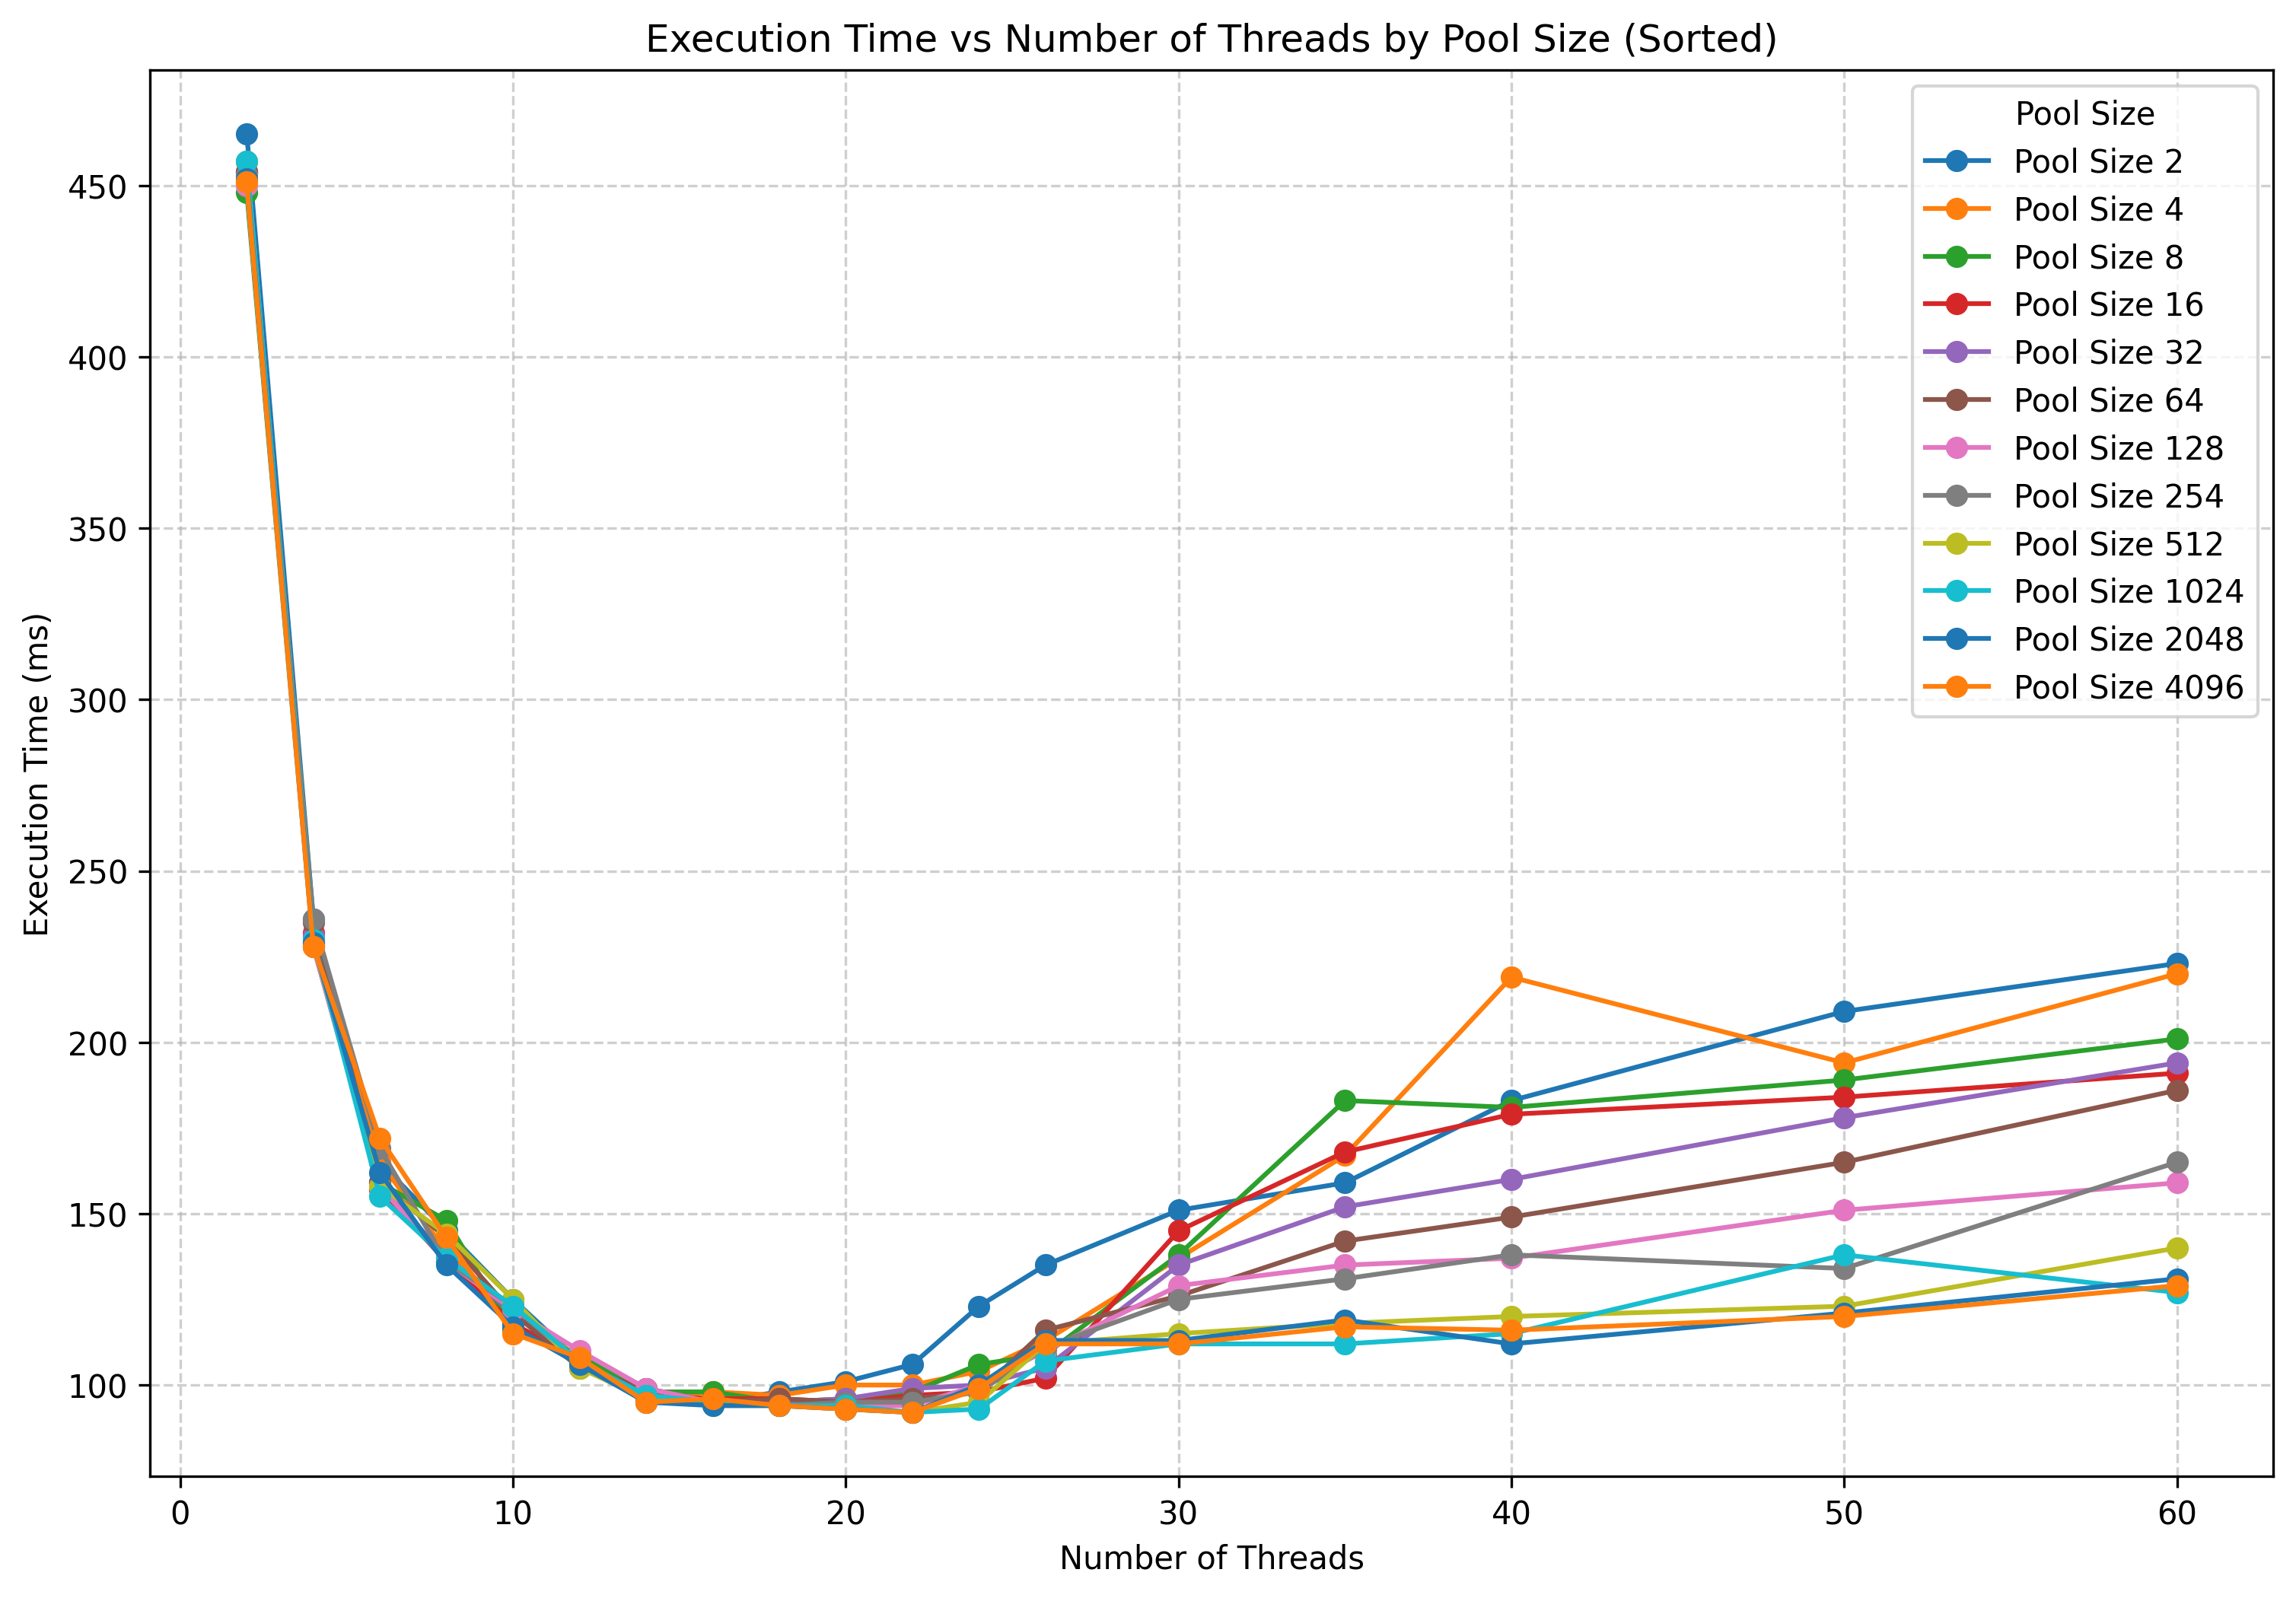 Execution Time vs Number of Threads by Pool Size (Sorted)
Pool Size
Pool Size 2
Pool Size 4
Pool Size 8
Pool Size 16
Pool Size 32
Pool Size 64
Pool Size 128
Pool Size 254
Pool Size 512
Pool Size 1024
Pool Size 2048
Pool Size 4096
Execution Time (ms)
450
400
350
300
250
200
150
100
0 10 20 30 40 50 60
Number of Threads